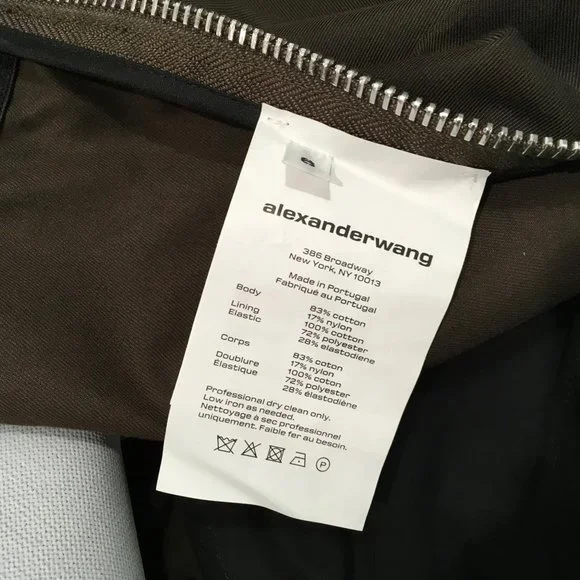 alexanderwang
386 Broadway
New York, NY 10013
Made in Portugal
Fabriqué au Portugal
Body 83% cotton
17% nylon
Lining 100% cotton
Elastic 72% polyester
28% elastodiene
Corps 83% coton
17% nylon
Doublure 100% coton
Élastique 72% polyester
28% élastodiène
Professional dry clean only.
Low iron as needed.
Nettoyage à sec professionnel
uniquement. Faible fer au besoin.
P